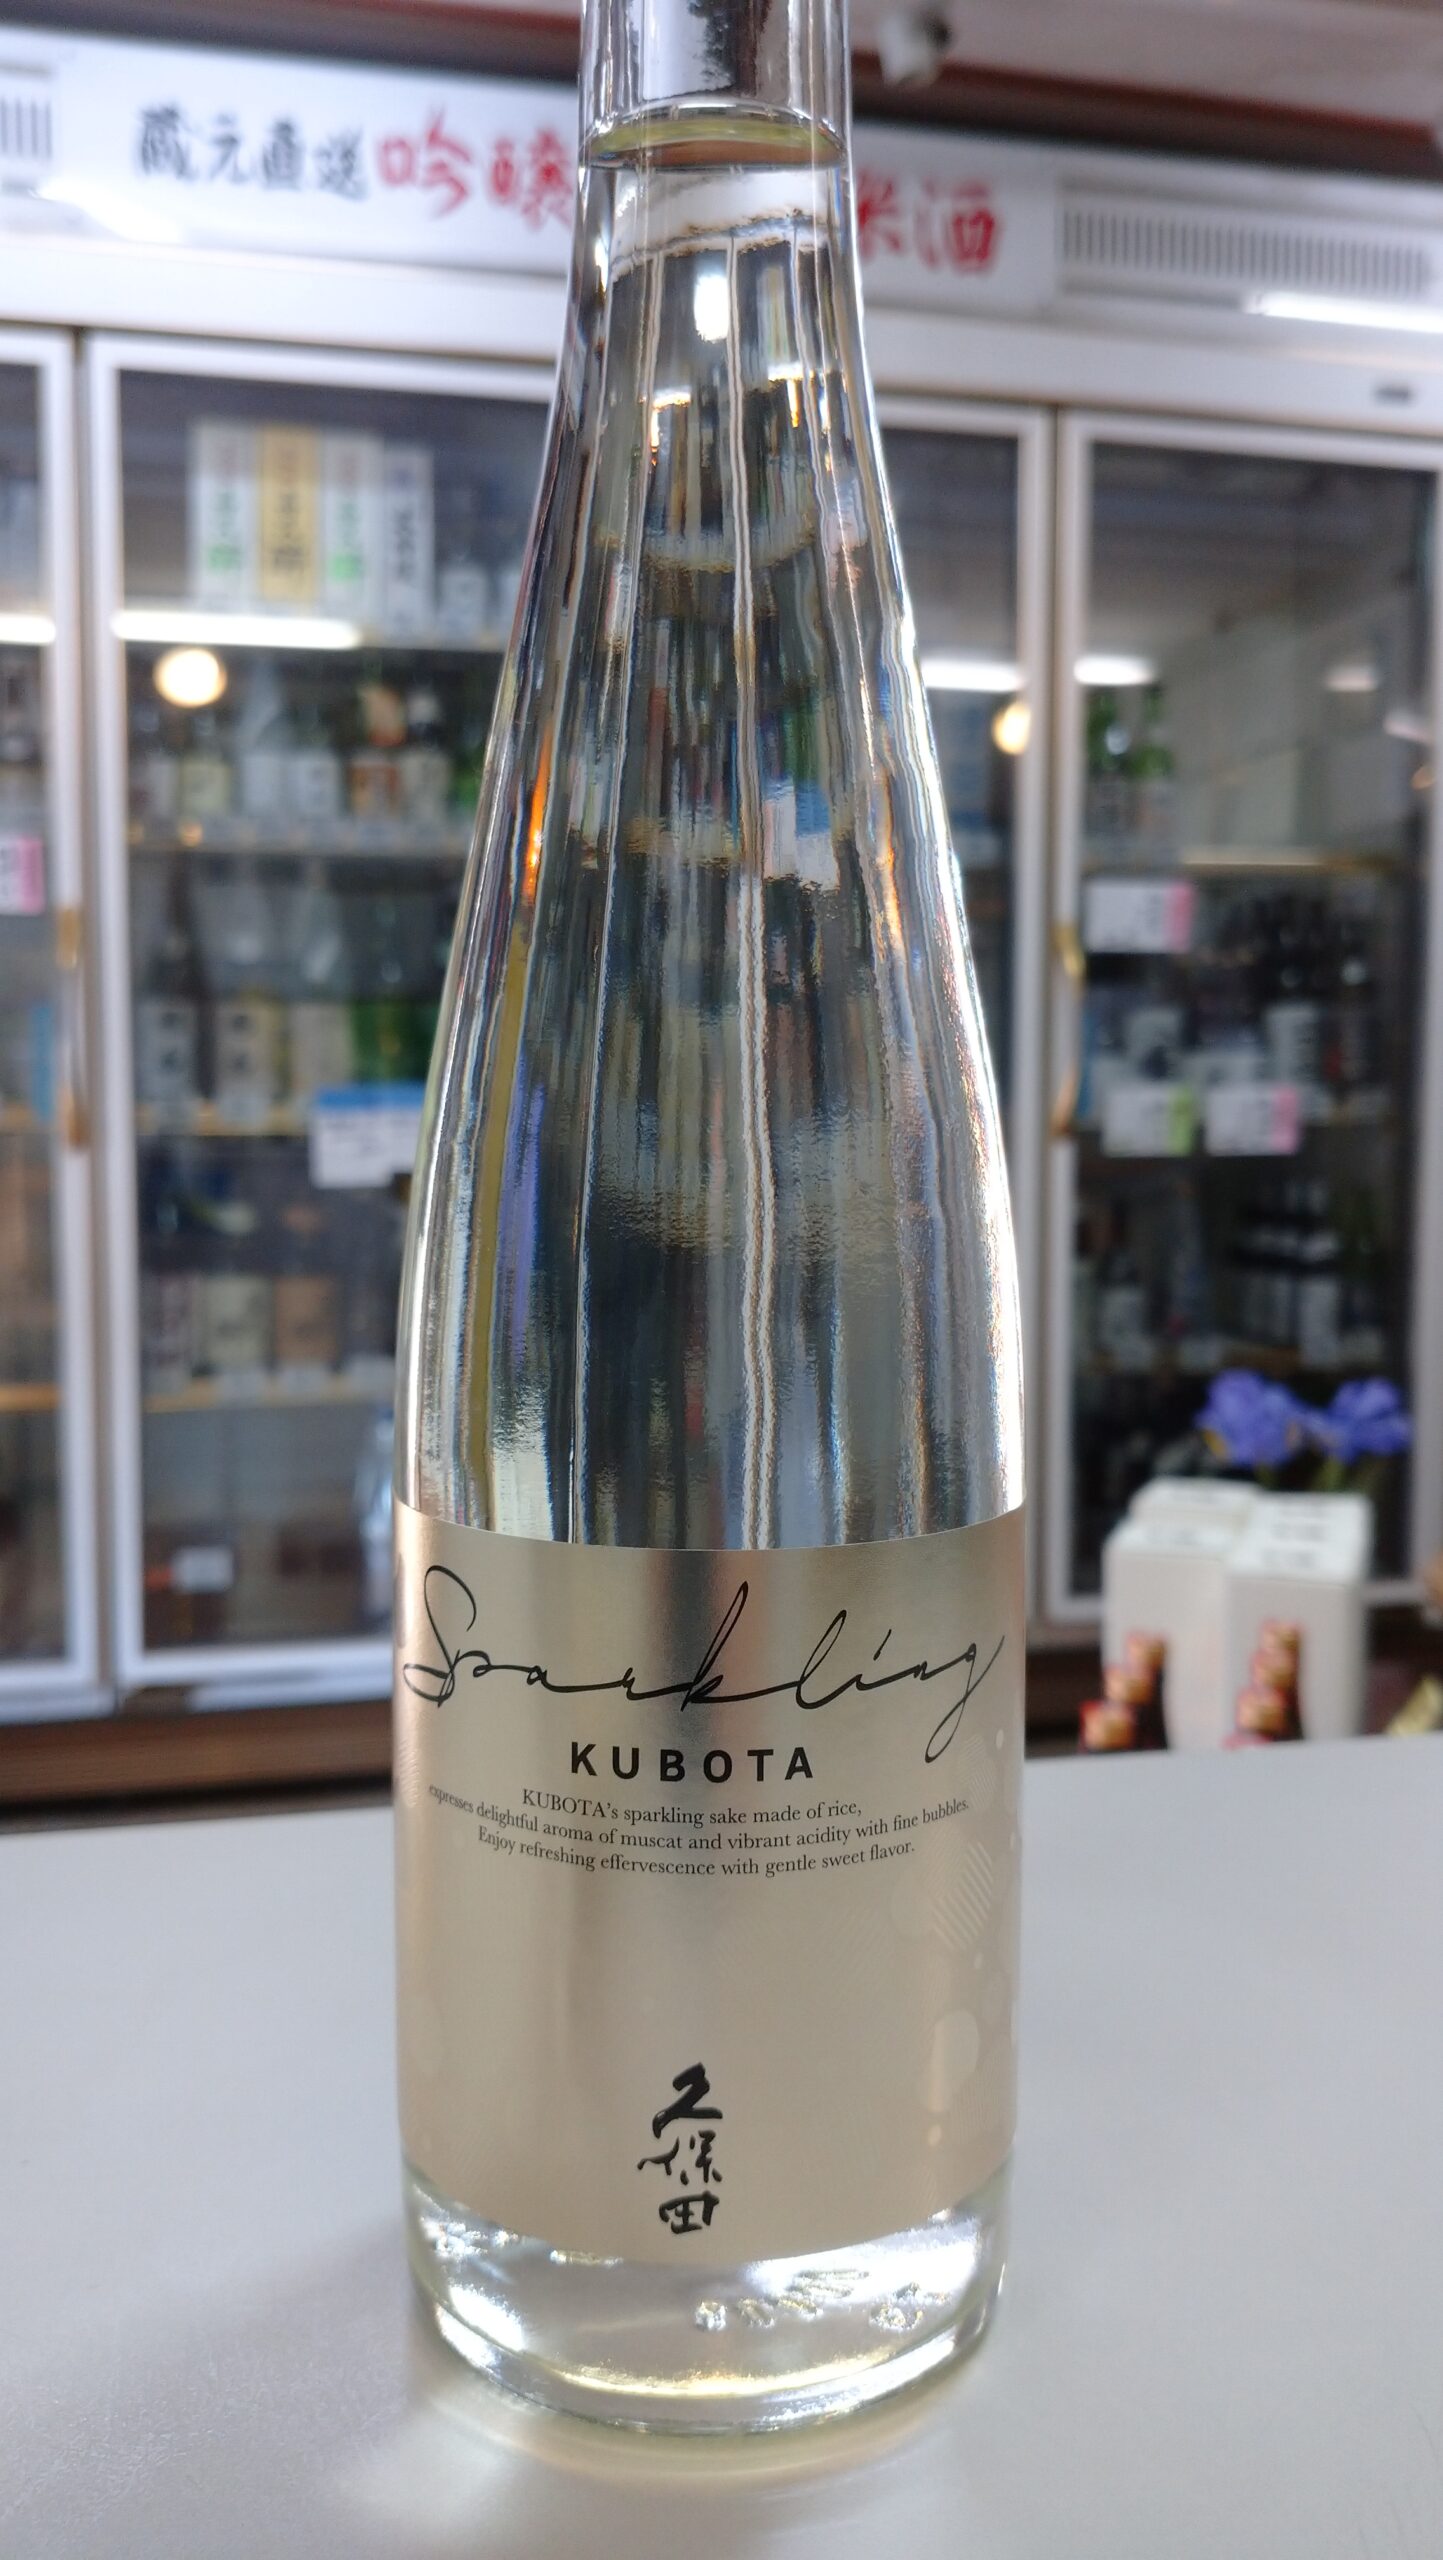 蔵元直送 吟醸
米酒
Sparkling
KUBOTA
KUBOTA's sparkling sake made of rice,
expresses delightful aroma of muscat and vibrant acidity with fine bubbles.
Enjoy refreshing effervescence with gentle sweet flavor.
久保田